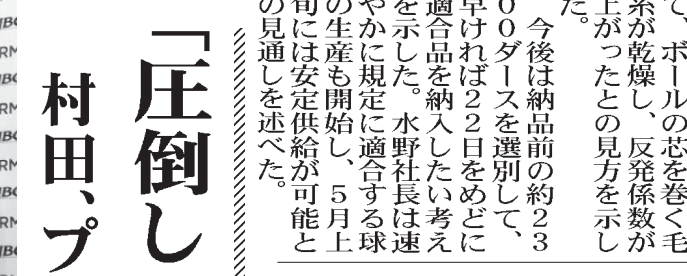 て、ボールの芯を巻く毛
糸が乾燥し、反発係数が
上がったとの見方を示し
た。
今後は納品前の約23
00ダースを選別して、
早ければ22日をめどに
適合品を納入したい考え
を示した。水野社長は速
やかに規定に適合する球
の生産も開始し、5月上
旬には安定供給が可能と
の見通しを述べた。
「圧倒し
村田、プ